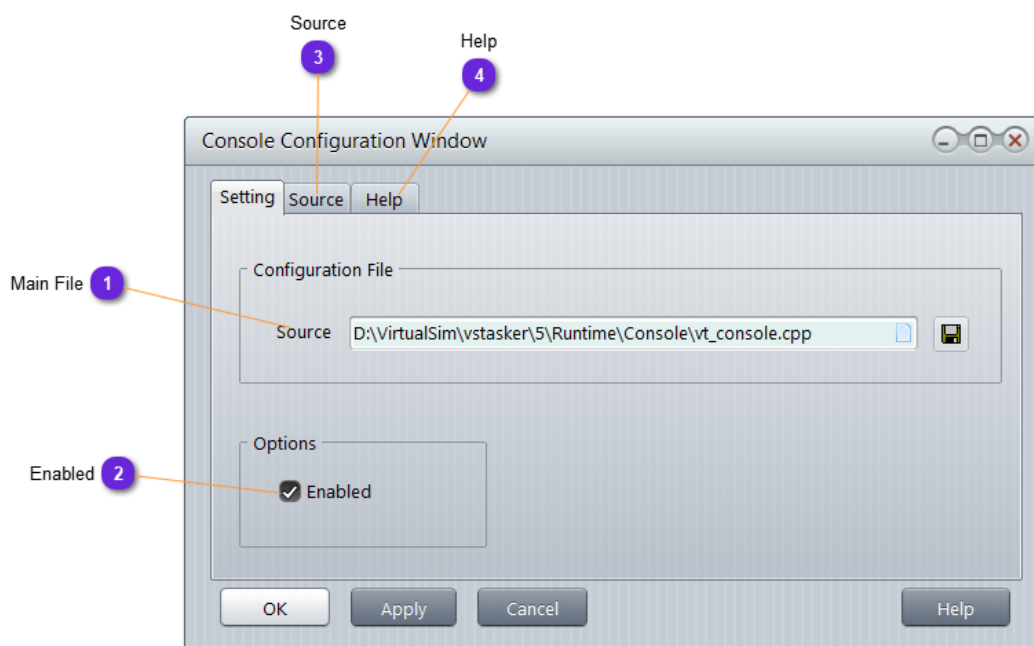 Source
3
Help
4
Console Configuration Window
Setting Source Help
Configuration File
Main File 1
Source D:\VirtualSim\vstasker\5\Runtime\Console\vt_console.cpp
Options
Enabled 2
Enabled
OK Apply Cancel Help